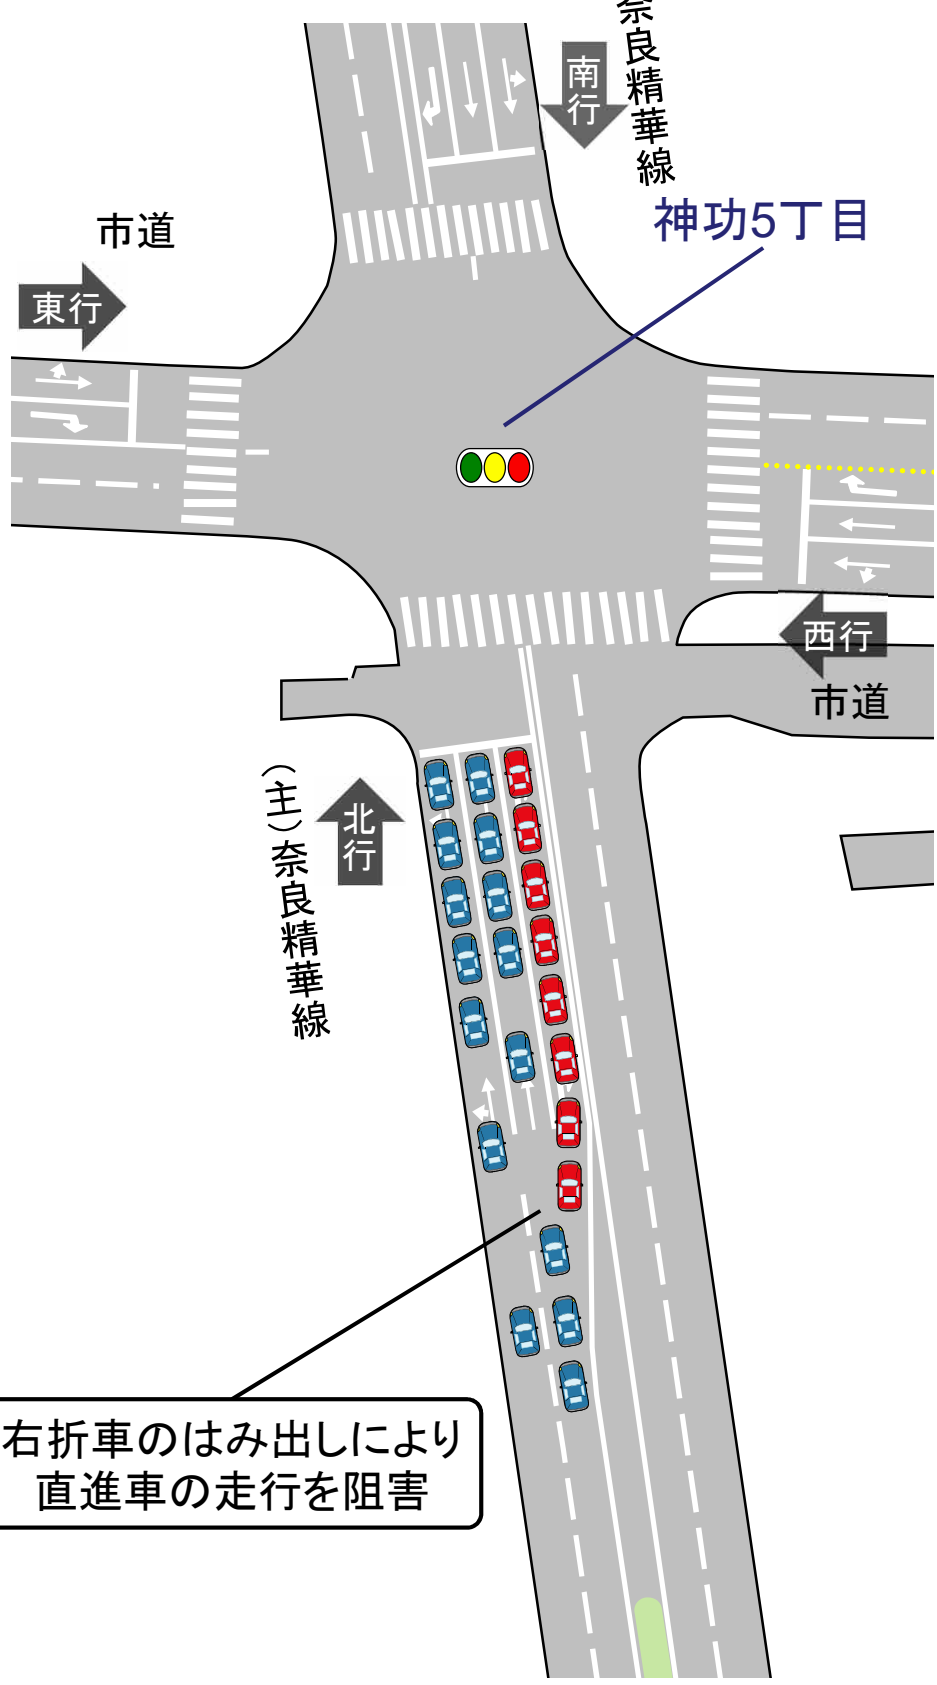 奈良精華線
南行
神功5丁目
市道
東行
西行
市道
北行
(主)奈良精華線
右折車のはみ出しにより
直進車の走行を阻害